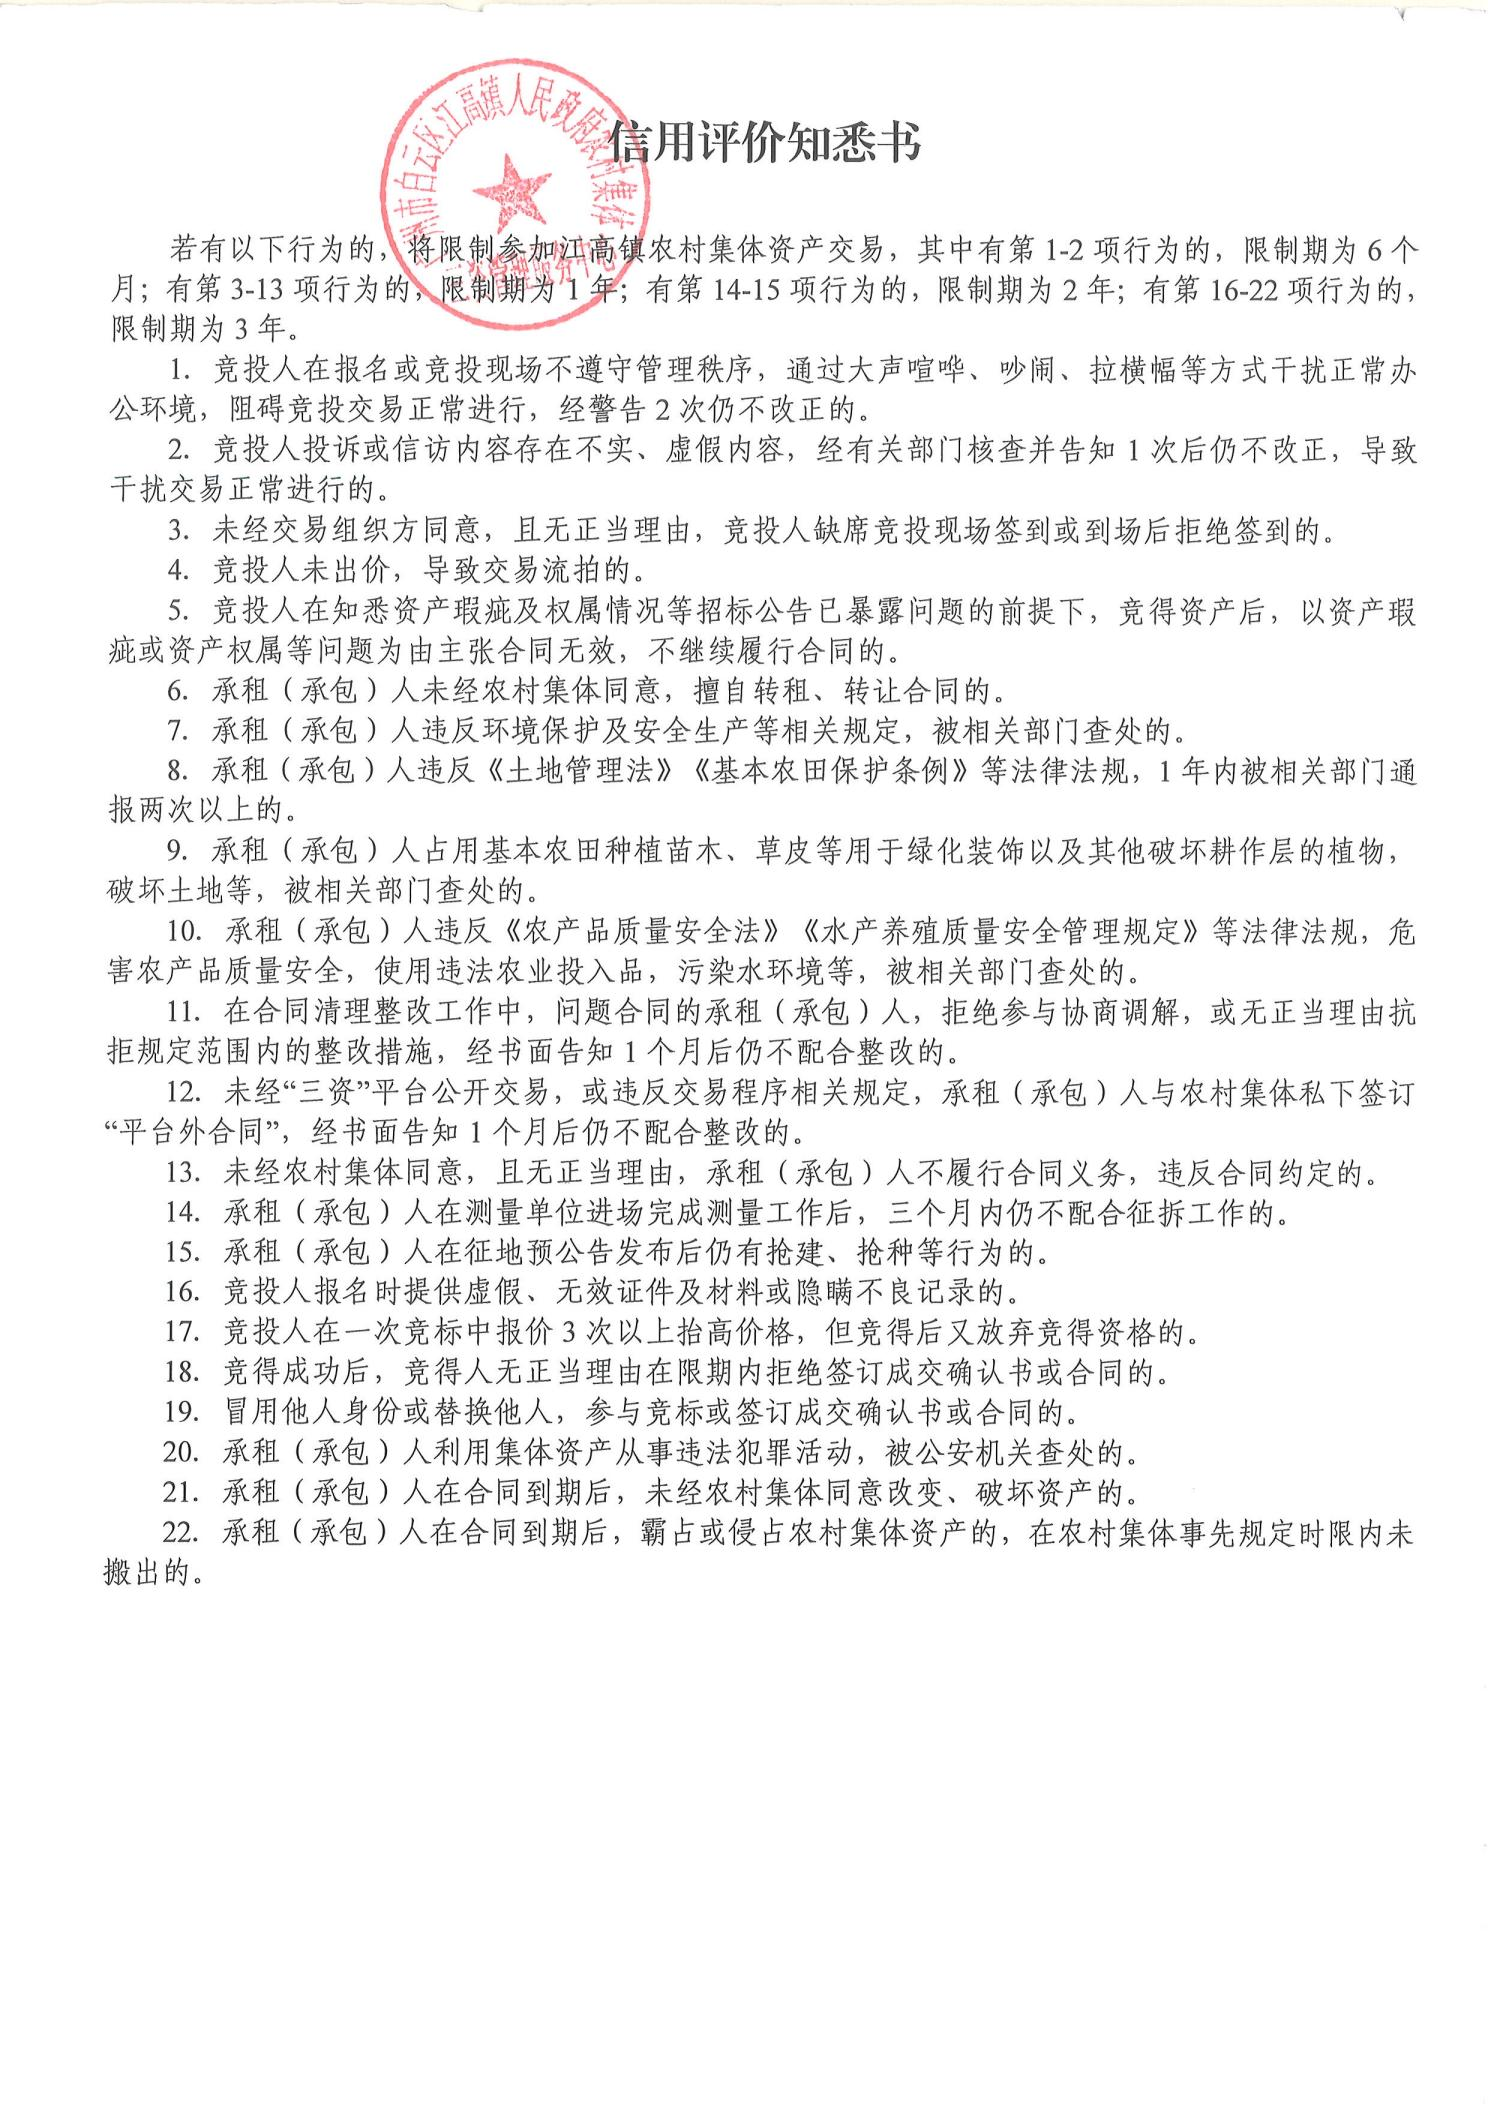 信用评价知悉书
广州市白云区江高镇人民政府农村集体
三资管理服务中心
若有以下行为的，将限制参加江高镇农村集体资产交易，其中有第 1-2 项行为的，限制期为 6 个
月；有第 3-13 项行为的，限制期为 1 年；有第 14-15 项行为的，限制期为 2 年；有第 16-22 项行为的，
限制期为 3 年。
1. 竞投人在报名或竞投现场不遵守管理秩序，通过大声喧哗、吵闹、拉横幅等方式干扰正常办
公环境，阻碍竞投交易正常进行，经警告 2 次仍不改正的。
2. 竞投人投诉或信访内容存在不实、虚假内容，经有关部门核查并告知 1 次后仍不改正，导致
干扰交易正常进行的。
3. 未经交易组织方同意，且无正当理由，竞投人缺席竞投现场签到或到场后拒绝签到的。
4. 竞投人未出价，导致交易流拍的。
5. 竞投人在知悉资产瑕疵及权属情况等招标公告已暴露问题的前提下，竞得资产后，以资产瑕
疵或资产权属等问题为由主张合同无效，不继续履行合同的。
6. 承租（承包）人未经农村集体同意，擅自转租、转让合同的。
7. 承租（承包）人违反环境保护及安全生产等相关规定，被相关部门查处的。
8. 承租（承包）人违反《土地管理法》《基本农田保护条例》等法律法规，1 年内被相关部门通
报两次以上的。
9. 承租（承包）人占用基本农田种植苗木、草皮等用于绿化装饰以及其他破坏耕作层的植物，
破坏土地等，被相关部门查处的。
10. 承租（承包）人违反《农产品质量安全法》《水产养殖质量安全管理规定》等法律法规，危
害农产品质量安全，使用违法农业投入品，污染水环境等，被相关部门查处的。
11. 在合同清理整改工作中，问题合同的承租（承包）人，拒绝参与协商调解，或无正当理由抗
拒规定范围内的整改措施，经书面告知 1 个月后仍不配合整改的。
12. 未经“三资”平台公开交易，或违反交易程序相关规定，承租（承包）人与农村集体私下签订
“平台外合同”，经书面告知 1 个月后仍不配合整改的。
13. 未经农村集体同意，且无正当理由，承租（承包）人不履行合同义务，违反合同约定的。
14. 承租（承包）人在测量单位进场完成测量工作后，三个月内仍不配合征拆工作的。
15. 承租（承包）人在征地预公告发布后仍有抢建、抢种等行为的。
16. 竞投人报名时提供虚假、无效证件及材料或隐瞒不良记录的。
17. 竞投人在一次竞标中报价 3 次以上抬高价格，但竞得后又放弃竞得资格的。
18. 竞得成功后，竞得人无正当理由在限期内拒绝签订成交确认书或合同的。
19. 冒用他人身份或替换他人，参与竞标或签订成交确认书或合同的。
20. 承租（承包）人利用集体资产从事违法犯罪活动，被公安机关查处的。
21. 承租（承包）人在合同到期后，未经农村集体同意改变、破坏资产的。
22. 承租（承包）人在合同到期后，霸占或侵占农村集体资产的，在农村集体事先规定时限内未
搬出的。